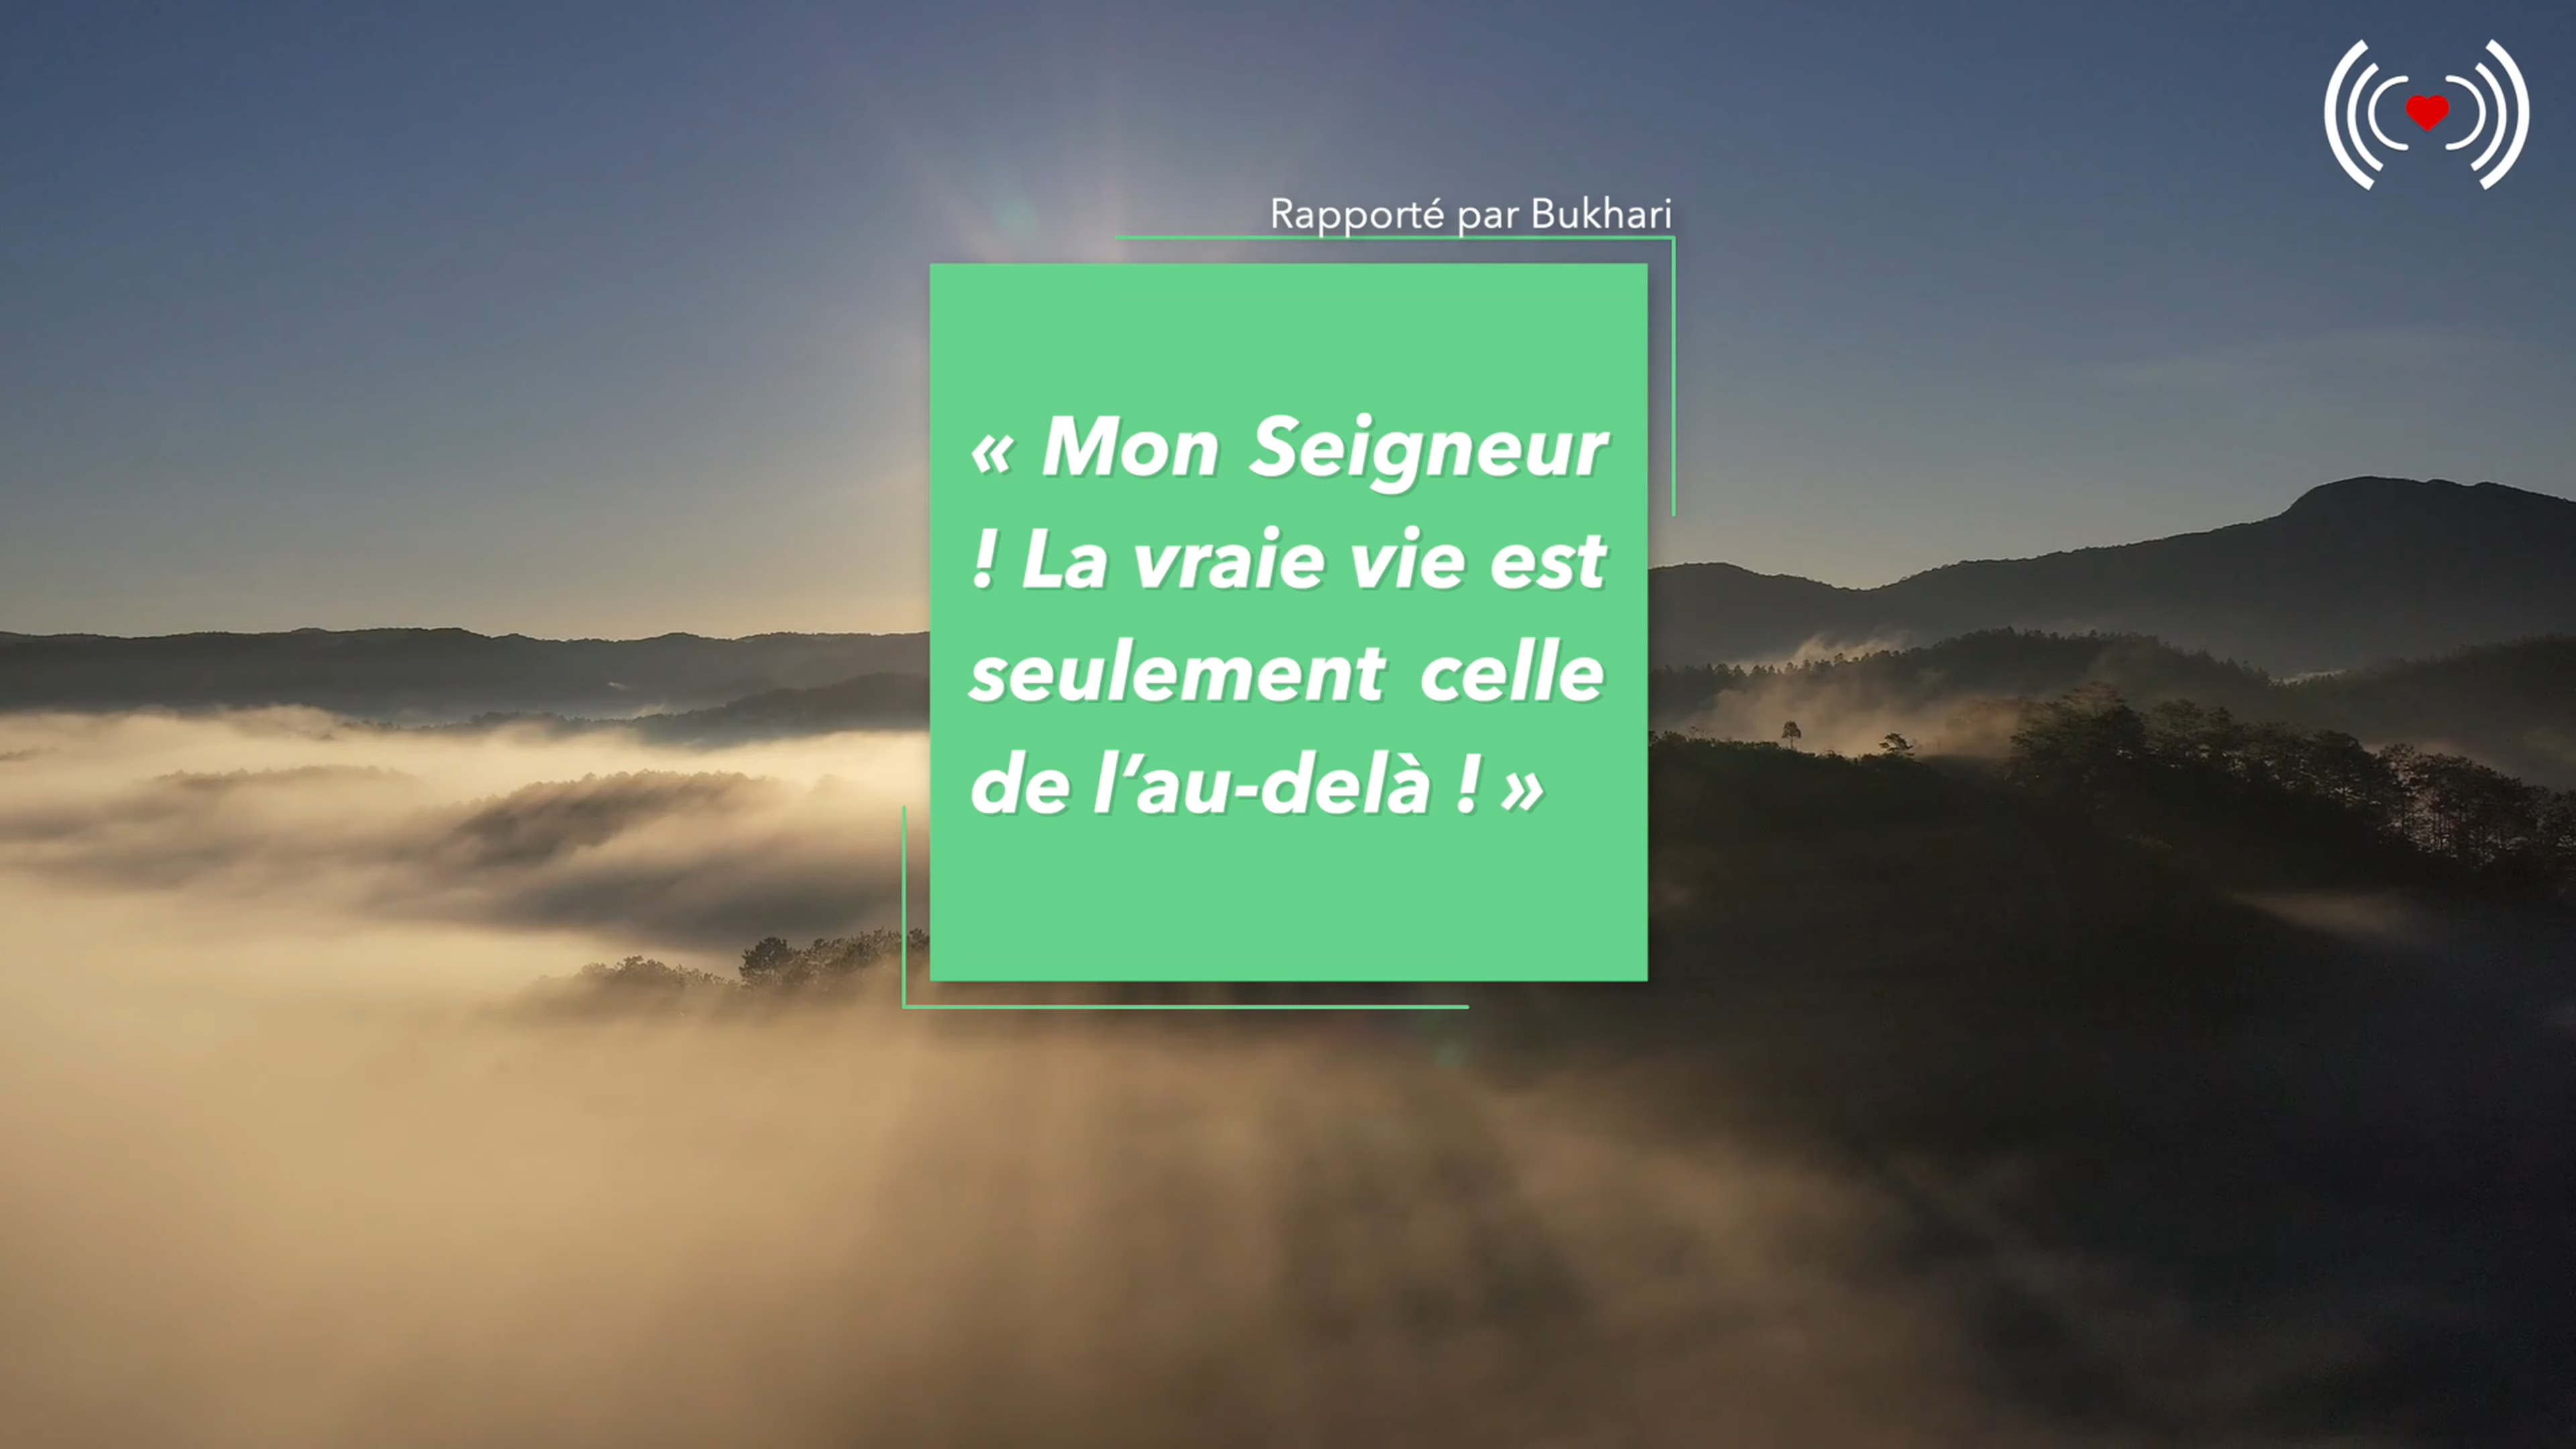 Rapporté par Bukhari
« Mon Seigneur
! La vraie vie est
seulement celle
de l’au-delà ! »